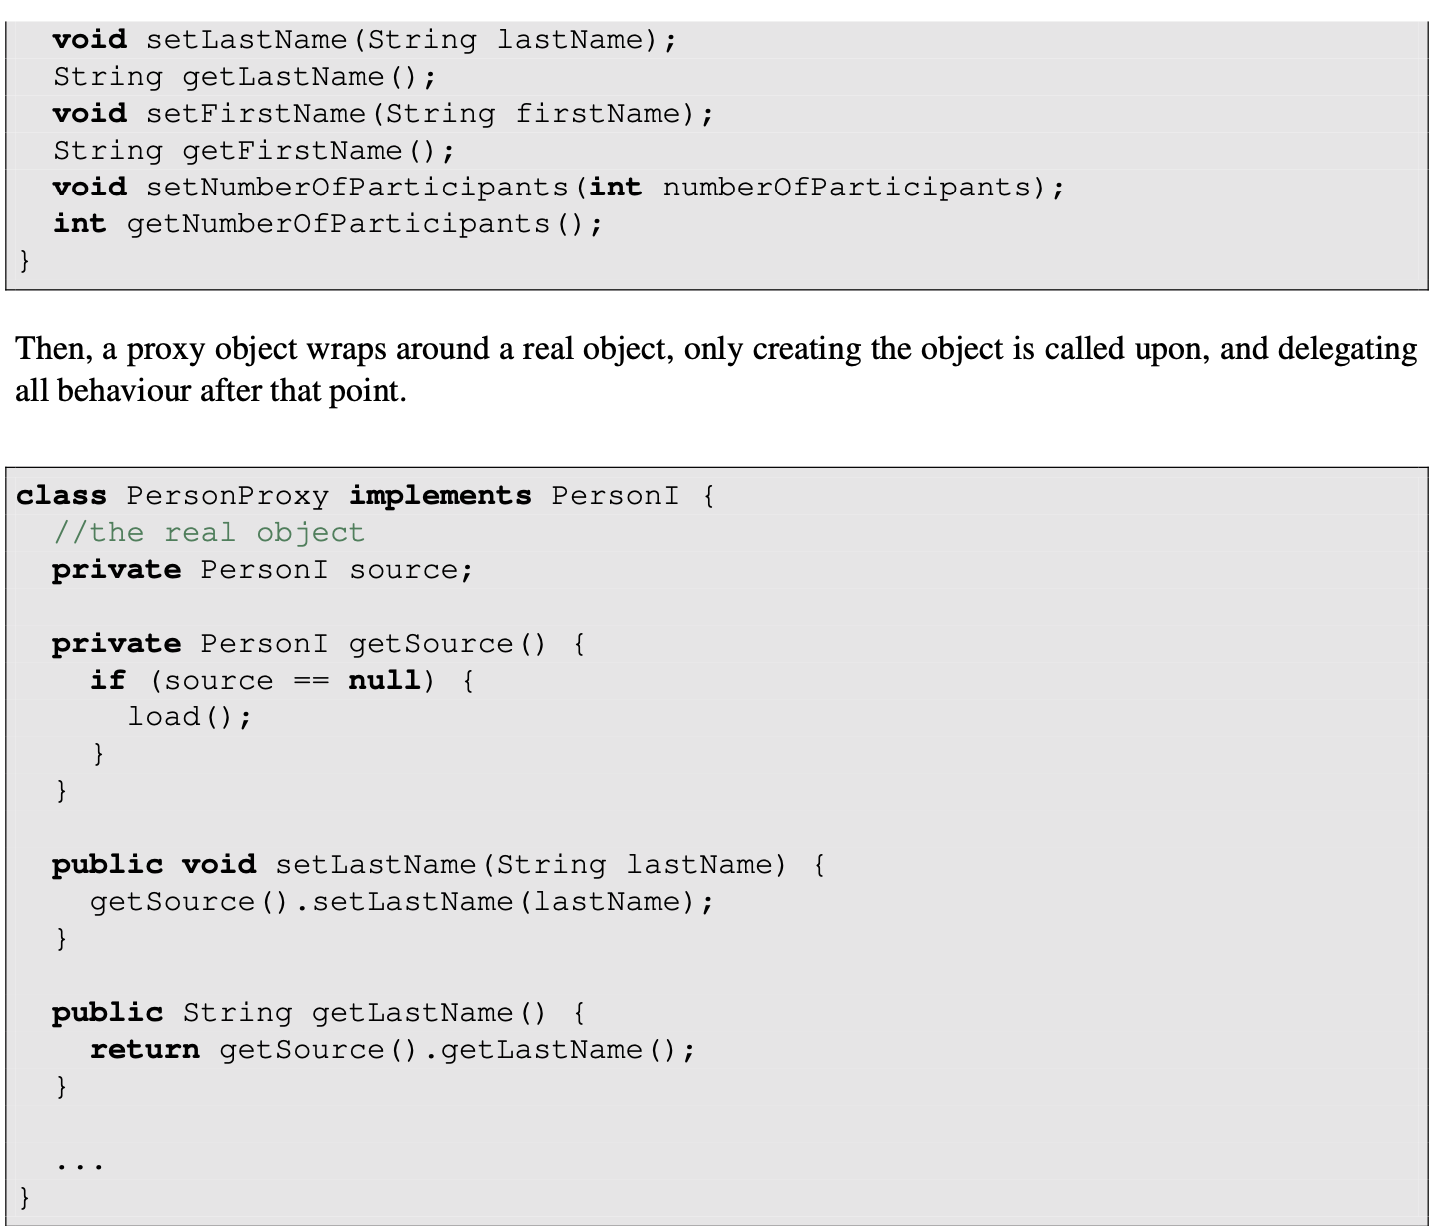 void setLastName(String lastName);
String getLastName();
void setFirstName(String firstName);
String getFirstName();
void setNumberOfParticipants(int numberOfParticipants);
int getNumberOfParticipants();
}
Then, a proxy object wraps around a real object, only creating the object is called upon, and delegating
all behaviour after that point.
class PersonProxy implements PersonI {
//the real object
private PersonI source;
private PersonI getSource() {
if (source == null) {
load();
}
}
public void setLastName(String lastName) {
getSource().setLastName(lastName);
}
public String getLastName() {
return getSource().getLastName();
}
...
}